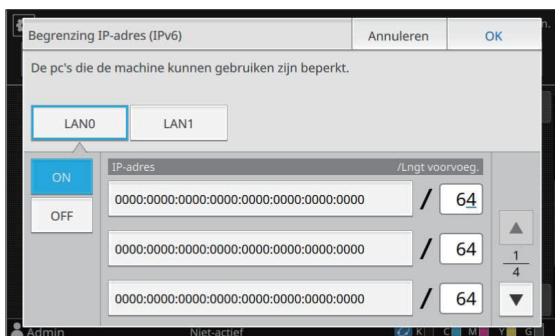 Begrenzing IP-adres (IPv6)
Annuleren
OK
De pc's die de machine kunnen gebruiken zijn beperkt.
LAN0
LAN1
ON
OFF
IP-adres
/Lngt voorvoeg.
0000:0000:0000:0000:0000:0000:0000:0000 / 64
0000:0000:0000:0000:0000:0000:0000:0000 / 64
0000:0000:0000:0000:0000:0000:0000:0000 / 64
1
4
Admin
Niet-actief
K C M Y G